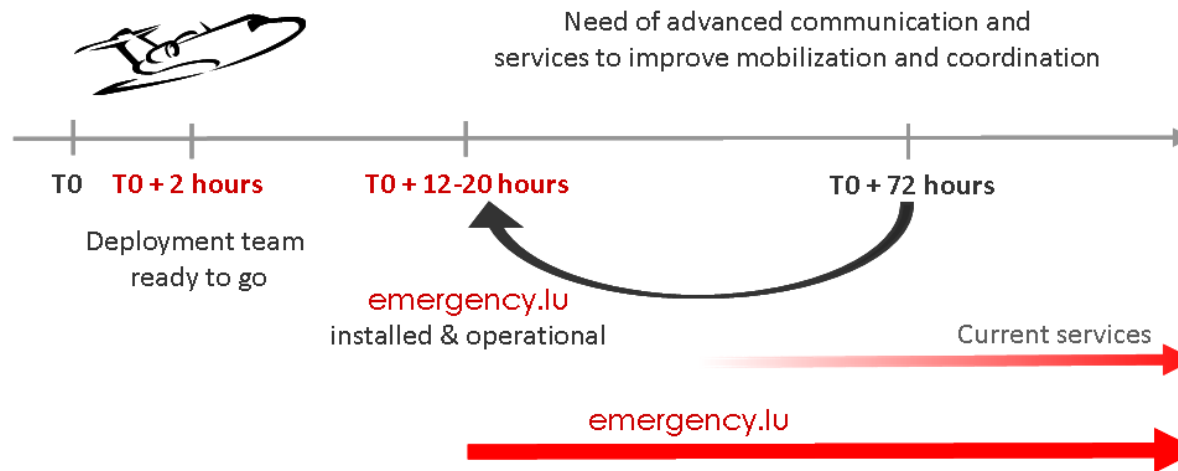 Need of advanced communication and
services to improve mobilization and coordination
T0
T0 + 2 hours
T0 + 12-20 hours
T0 + 72 hours
Deployment team
ready to go
emergency.lu
installed & operational
Current services
emergency.lu